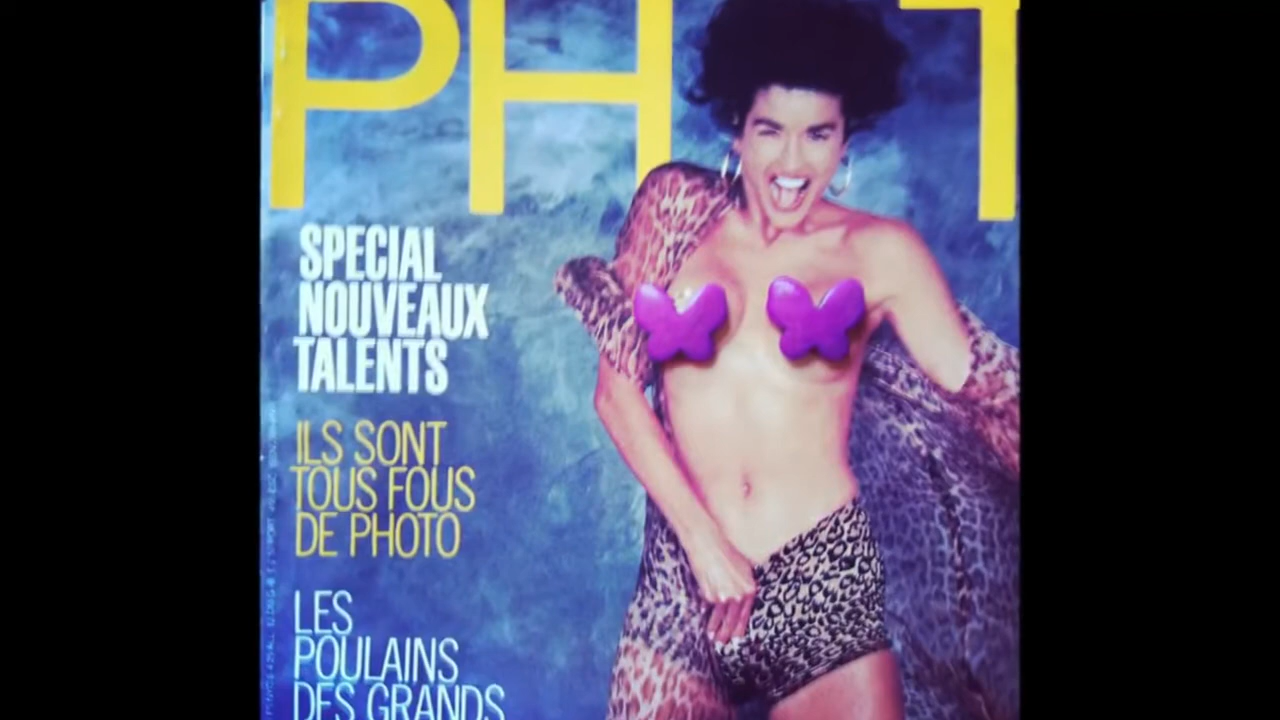 PH T
SPECIAL
NOUVEAUX
TALENTS
ILS SONT
TOUS FOUS
DE PHOTO
LES
POULAINS
DES GRANDS